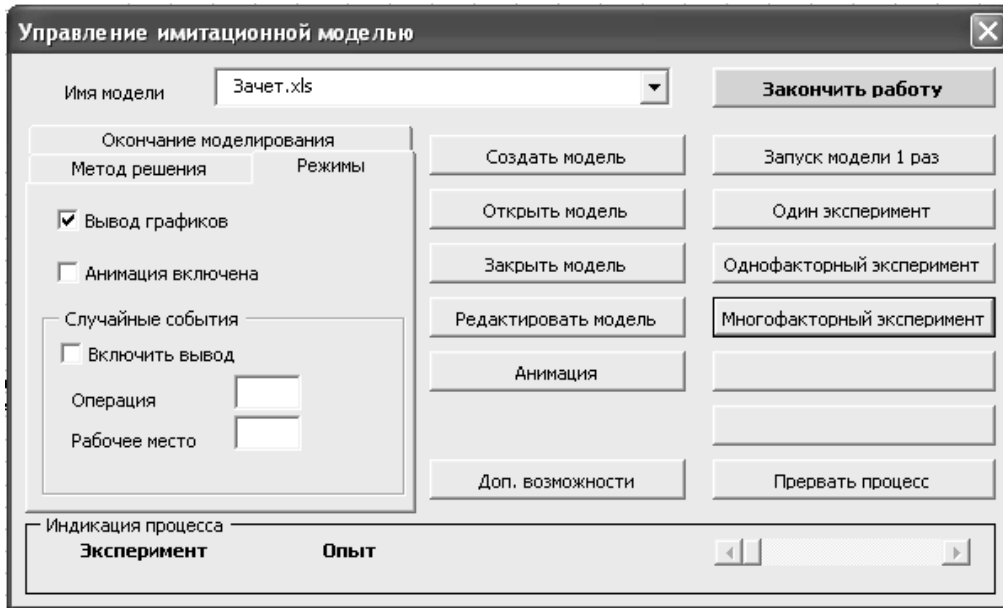 Управление имитационной моделью
Имя модели
Зачет.xls
Закончить работу
Окончание моделирования
Метод решения
Режимы
Вывод графиков
Анимация включена
Случайные события
Включить вывод
Операция
Рабочее место
Создать модель
Открыть модель
Закрыть модель
Редактировать модель
Анимация
Доп. возможности
Запуск модели 1 раз
Один эксперимент
Однофакторный эксперимент
Многофакторный эксперимент
Прервать процесс
Индикация процесса
Эксперимент
Опыт